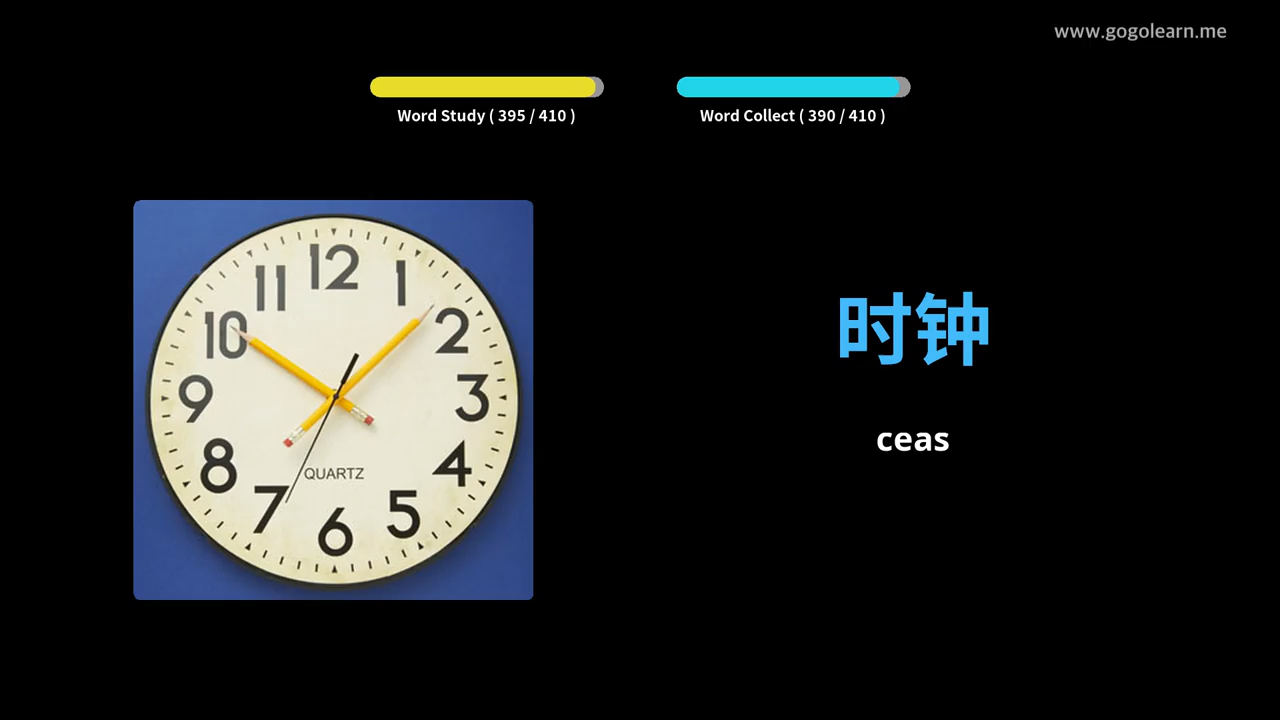 www.gogolearn.me
Word Study ( 395 / 410 )
Word Collect ( 390 / 410 )
12
11
1
10
2
9
3
8
4
QUARTZ
7
5
6
时钟
ceas